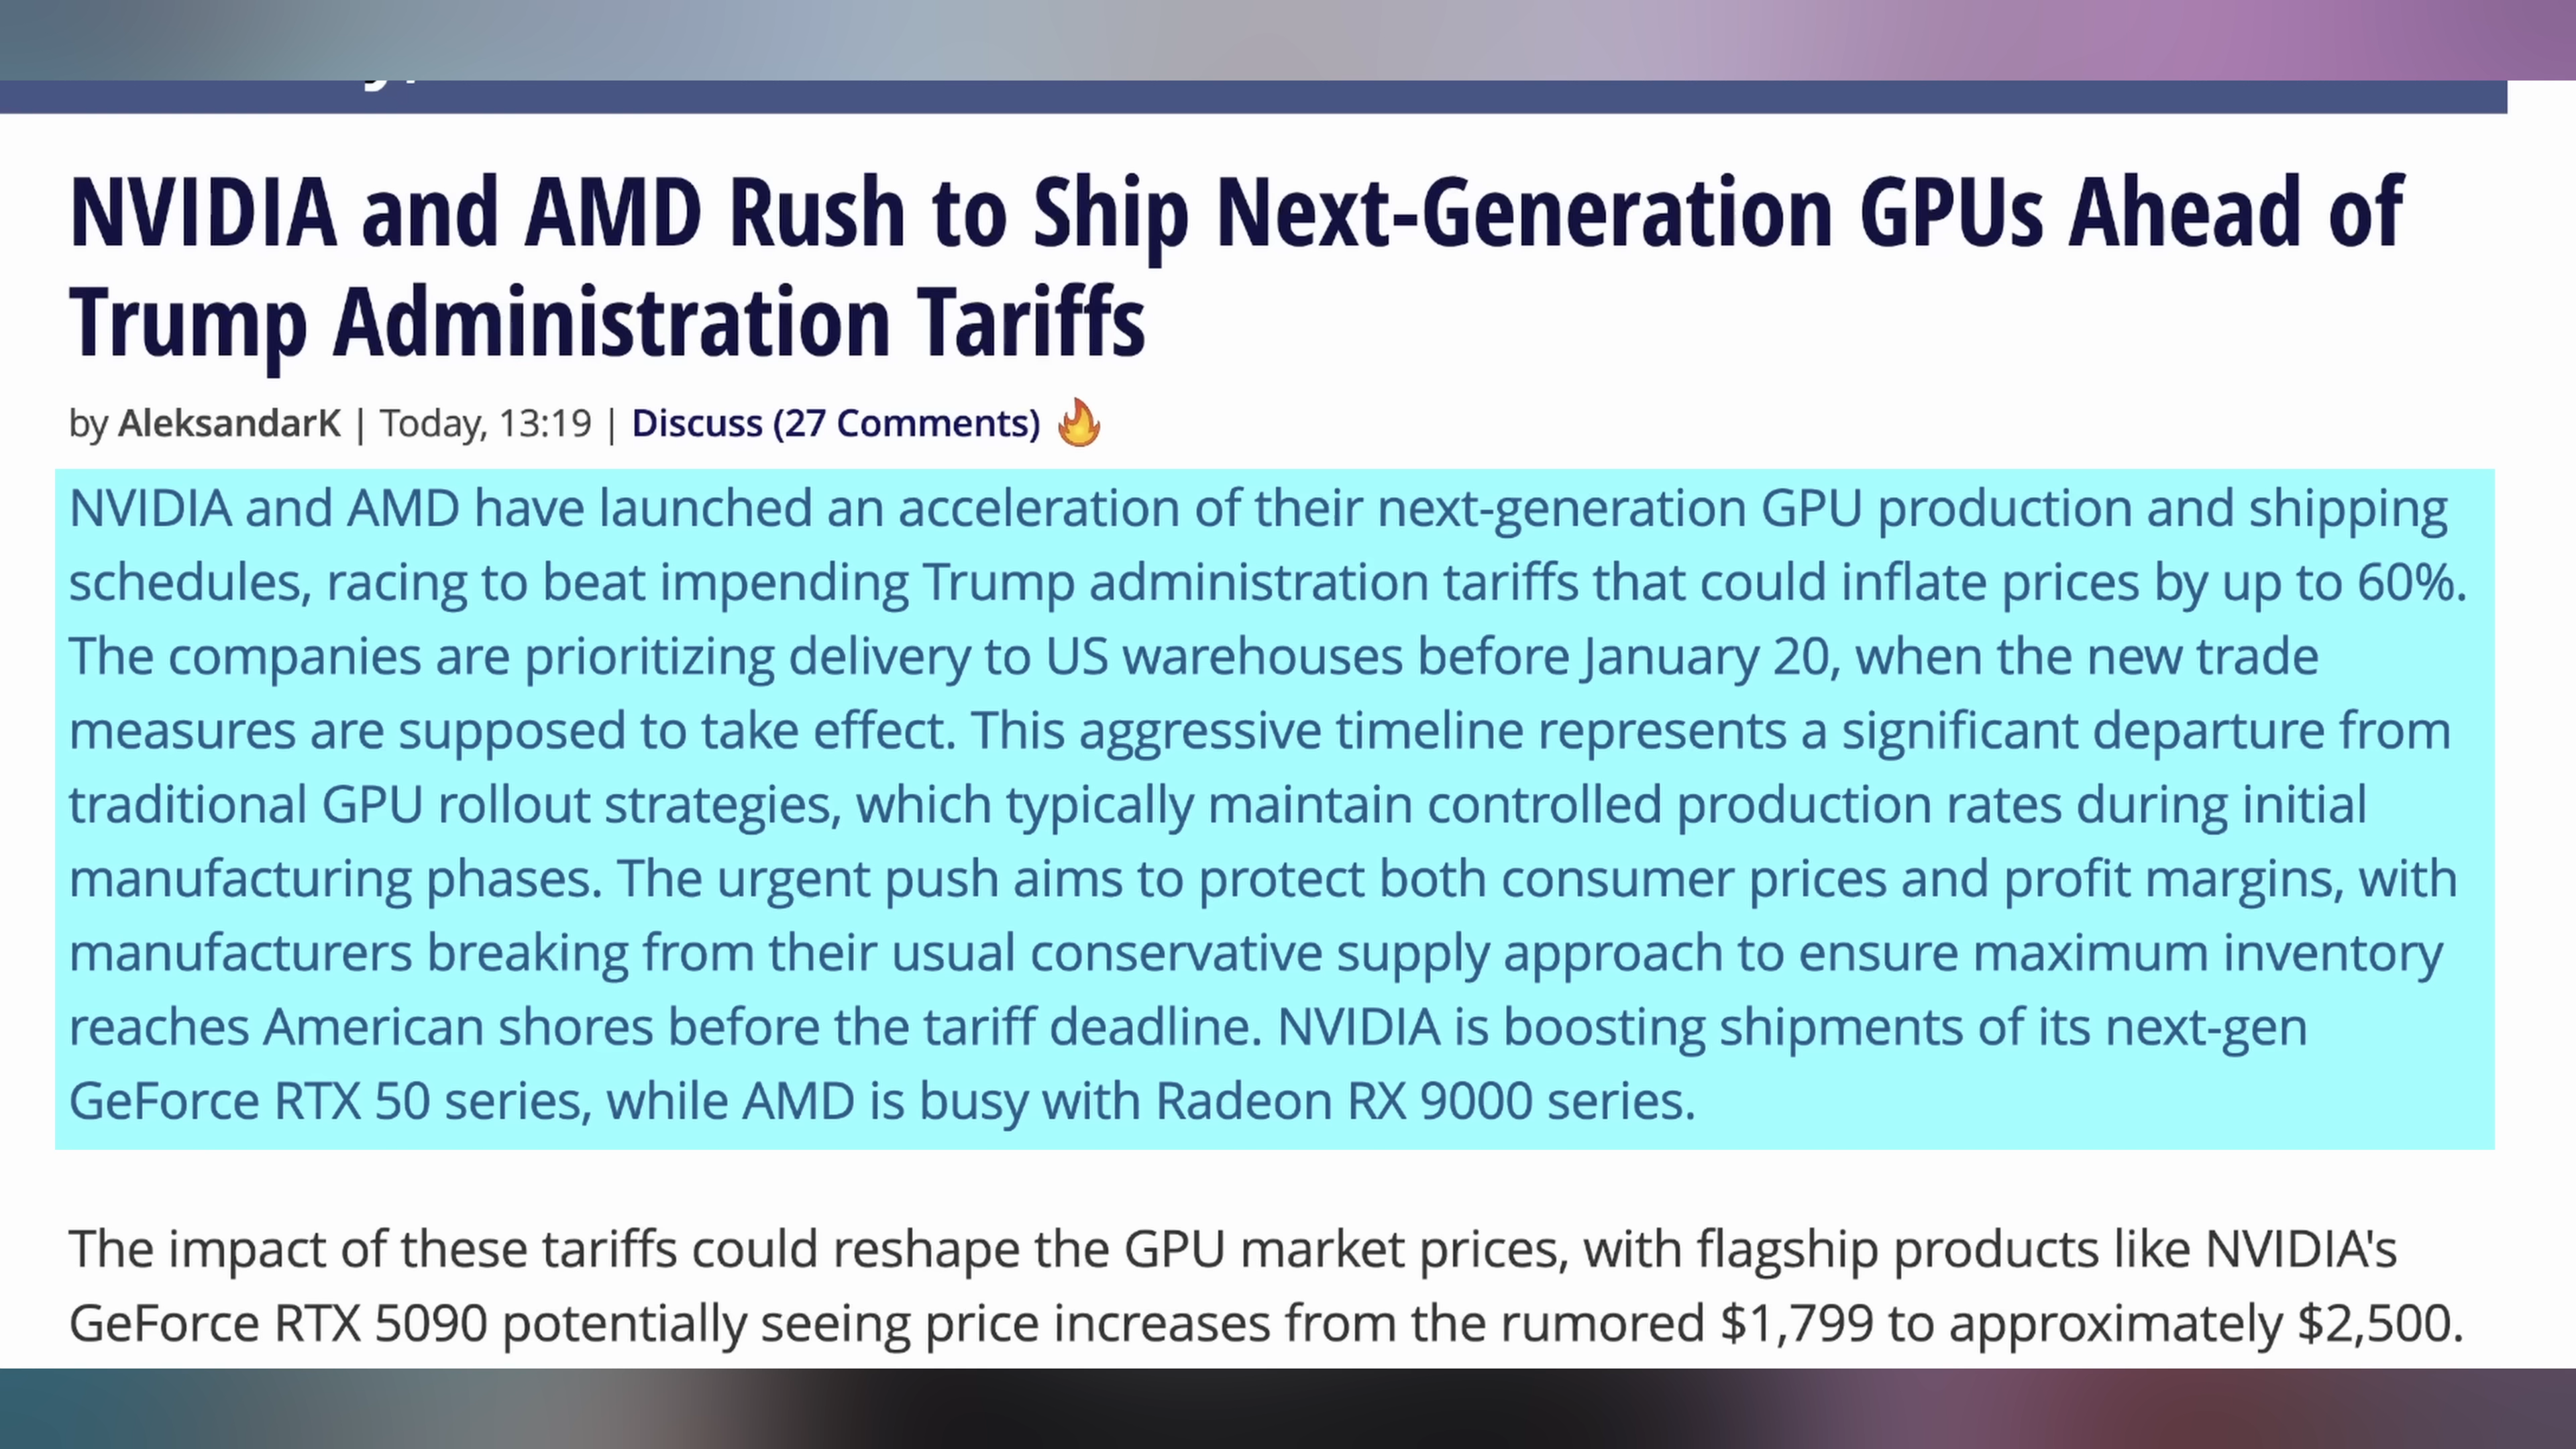 NVIDIA and AMD Rush to Ship Next-Generation GPUs Ahead of
Trump Administration Tariffs
by AleksandarK | Today, 13:19 | Discuss (27 Comments) 🔥
NVIDIA and AMD have launched an acceleration of their next-generation GPU production and shipping
schedules, racing to beat impending Trump administration tariffs that could inflate prices by up to 60%.
The companies are prioritizing delivery to US warehouses before January 20, when the new trade
measures are supposed to take effect. This aggressive timeline represents a significant departure from
traditional GPU rollout strategies, which typically maintain controlled production rates during initial
manufacturing phases. The urgent push aims to protect both consumer prices and profit margins, with
manufacturers breaking from their usual conservative supply approach to ensure maximum inventory
reaches American shores before the tariff deadline. NVIDIA is boosting shipments of its next-gen
GeForce RTX 50 series, while AMD is busy with Radeon RX 9000 series.
The impact of these tariffs could reshape the GPU market prices, with flagship products like NVIDIA's
GeForce RTX 5090 potentially seeing price increases from the rumored $1,799 to approximately $2,500.